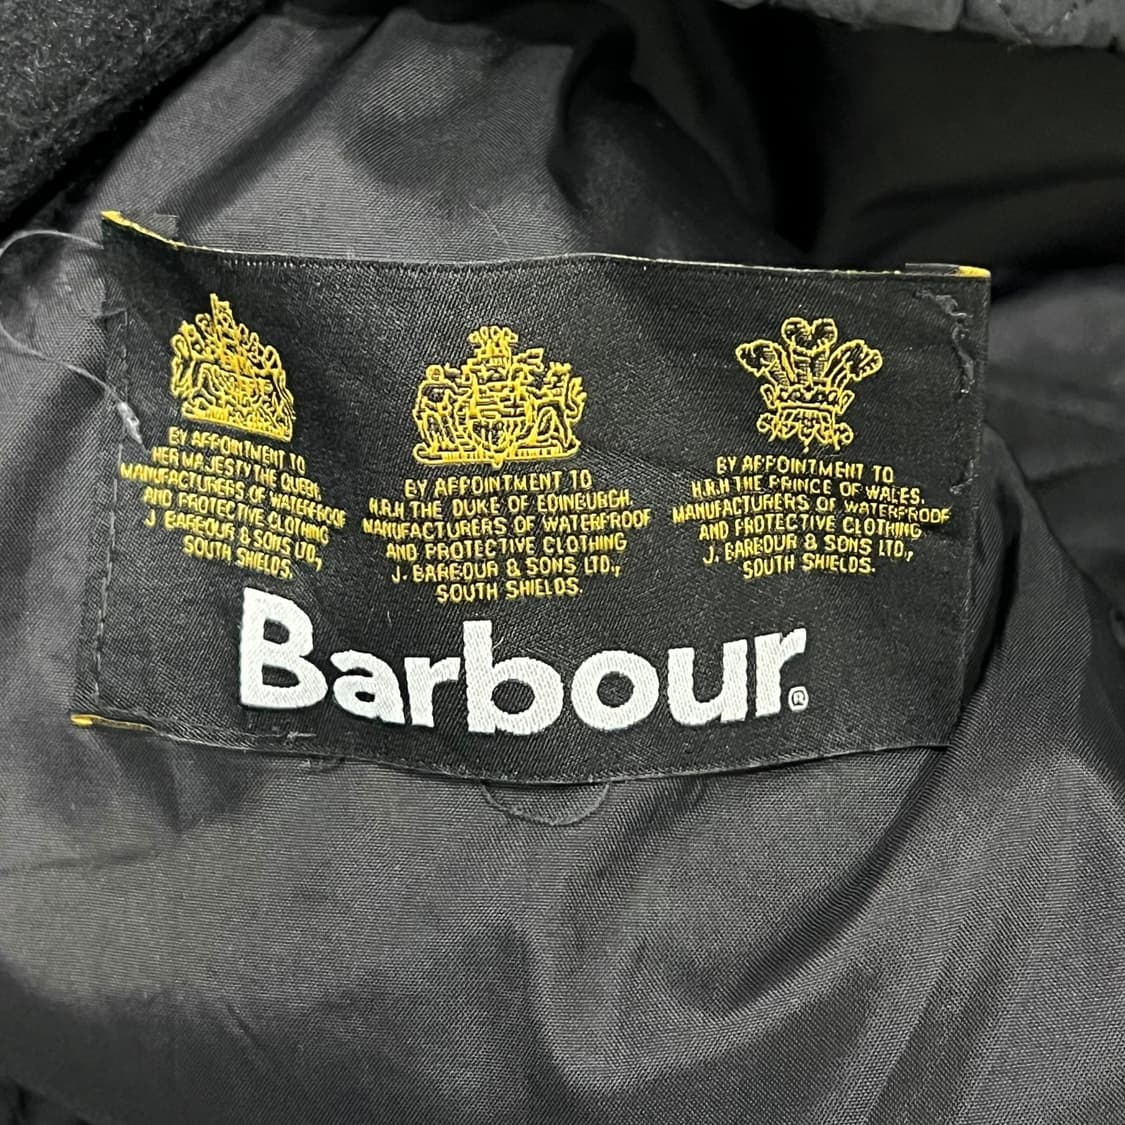 BY APPOINTMENT TO
HER MAJESTY THE QUEEN.
MANUFACTURERS OF WATERPROOF
AND PROTECTIVE CLOTHING
J BARBOUR & SONS LTD.,
SOUTH SHIELDS.
BY APPOINTMENT TO
H.R.H THE DUKE OF EDINBURGH.
MANUFACTURERS OF WATERPROOF
AND PROTECTIVE CLOTHING
J. BARBOUR & SONS LTD.,
SOUTH SHIELDS.
BY APPOINTMENT TO
H.R.H THE PRINCE OF WALES.
MANUFACTURERS OF WATERPROOF
AND PROTECTIVE CLOTHING
J. BARBOUR & SONS LTD.,
SOUTH SHIELDS.
Barbour®